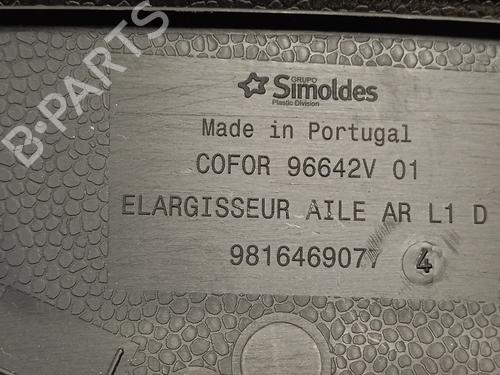 GRUPO
Simoldes
Plastic Division
Made in Portugal
COFOR 96642V 01
ELARGISSEUR AILE AR L1 D
9816469077 4
B-PARTS